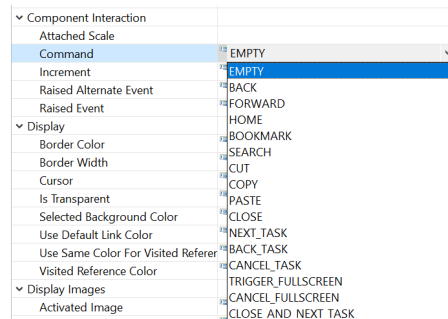 Component Interaction
Attached Scale
Command EMPTY
Increment EMPTY
Raised Alternate Event BACK
Raised Event FORWARD
Display HOME
Border Color BOOKMARK
Border Width SEARCH
Cursor CUT
Is Transparent COPY
Selected Background Color PASTE
Use Default Link Color CLOSE
Use Same Color For Visited Referer NEXT_TASK
Visited Reference Color BACK_TASK
Display Images CANCEL_TASK
Activated Image TRIGGER_FULLSCREEN
CANCEL_FULLSCREEN
CLOSE AND NEXT TASK